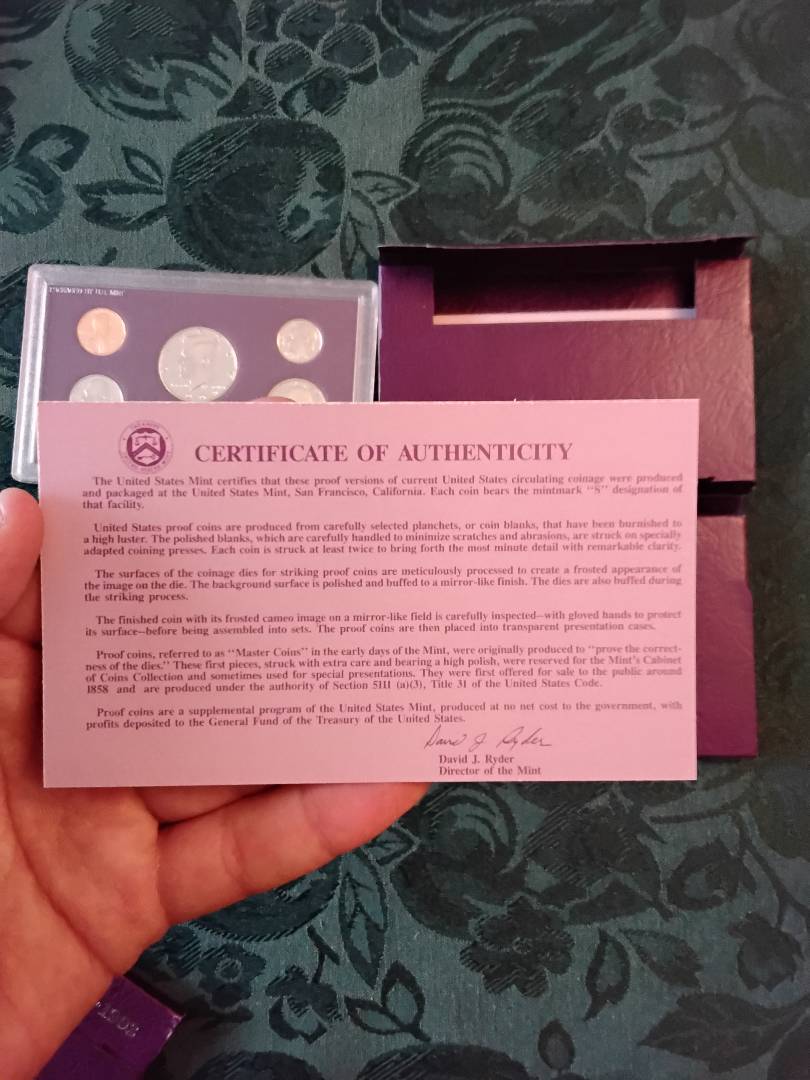 CERTIFICATE OF AUTHENTICITY
The United States Mint certifies that these proof versions of current United States circulating coinage were produced
and packaged at the United States Mint, San Francisco, California. Each coin bears the mintmark “S” designation of
that facility.
United States proof coins are produced from carefully selected planchets, or coin blanks, that have been burnished to
a high luster. The polished blanks, which are carefully handled to minimize scratches and abrasions, are struck on specially
adapted coining presses. Each coin is struck at least twice to bring forth the most minute detail with remarkable clarity.
The surfaces of the coinage dies for striking proof coins are meticulously processed to create a frosted appearance of
the image on the die. The background surface is polished and buffed to a mirror-like finish. The dies are also buffed during
the striking process.
The finished coin with its frosted cameo image on a mirror-like field is carefully inspected—with gloved hands to protect
its surface—before being assembled into sets. The proof coins are then placed into transparent presentation cases.
Proof coins, referred to as “Master Coins” in the early days of the Mint, were originally produced to “prove the correct-
ness of the dies.” These first pieces, struck with extra care and bearing a high polish, were reserved for the Mint’s Cabinet
of Coins Collection and sometimes used for special presentations. They were first offered for sale to the public around
1858 and are produced under the authority of Section 5111 (a)(3), Title 31 of the United States Code.
Proof coins are a supplemental program of the United States Mint, produced at no net cost to the government, with
profits deposited to the General Fund of the Treasury of the United States.
David J. Ryder
David J. Ryder
Director of the Mint